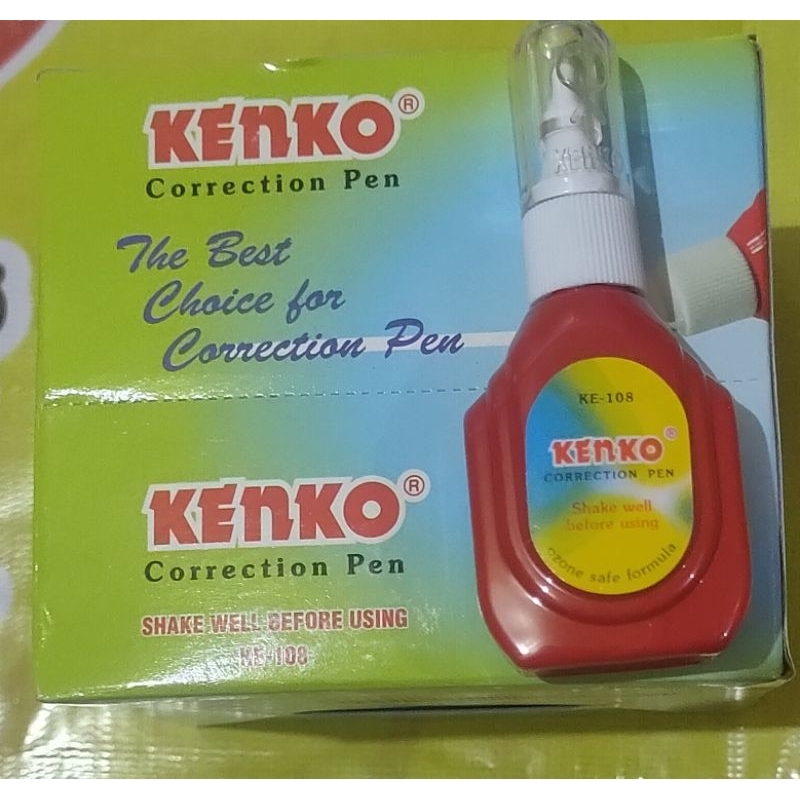 KENKO®
Correction Pen
The Best
Choice for
Correction Pen
KENKO®
Correction Pen
SHAKE WELL BEFORE USING
KE-108
KENKO
KE-108
KENKO®
CORRECTION PEN
Shake well
before using
ozone safe formula